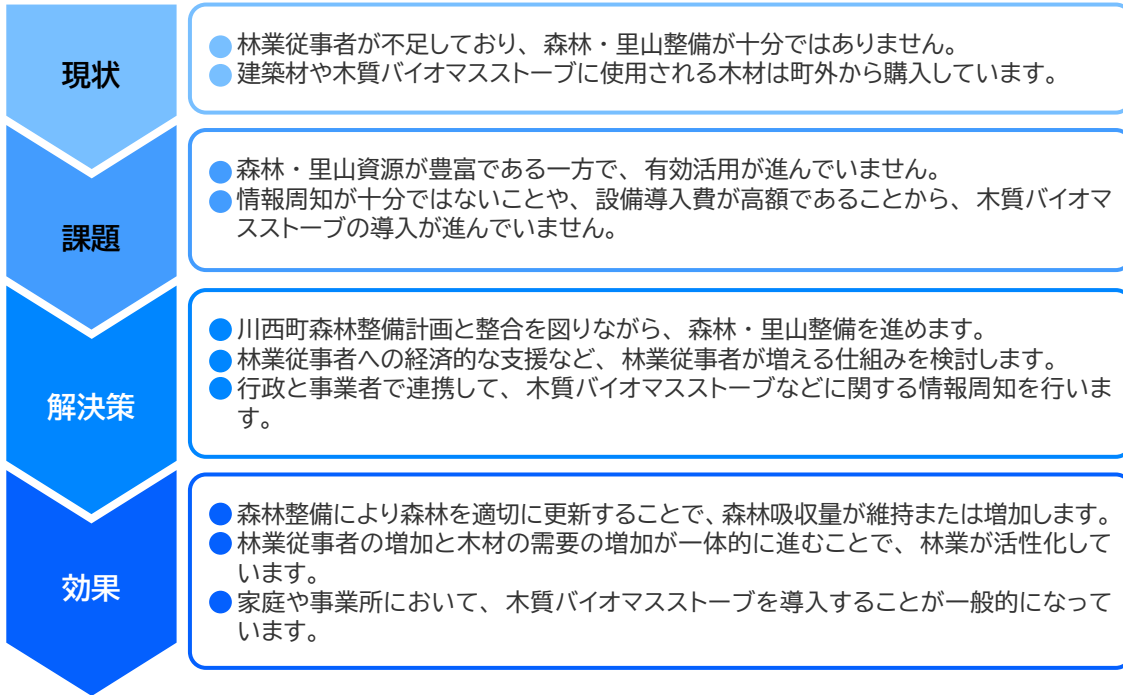 現状
● 林業従事者が不足しており、森林・里山整備が十分ではありません。
● 建築材や木質バイオマスストーブに使用される木材は町外から購入しています。
課題
● 森林・里山資源が豊富である一方で、有効活用が進んでいません。
● 情報周知が十分ではないことや、設備導入費が高額であることから、木質バイオマ
スストーブの導入が進んでいません。
解決策
● 川西町森林整備計画と整合を図りながら、森林・里山整備を進めます。
● 林業従事者への経済的な支援など、林業従事者が増える仕組みを検討します。
● 行政と事業者で連携して、木質バイオマスストーブなどに関する情報周知を行いま
す。
効果
● 森林整備により森林を適切に更新することで、森林吸収量が維持または増加します。
● 林業従事者の増加と木材の需要の増加が一体的に進むことで、林業が活性化して
います。
● 家庭や事業所において、木質バイオマスストーブを導入することが一般的になって
います。